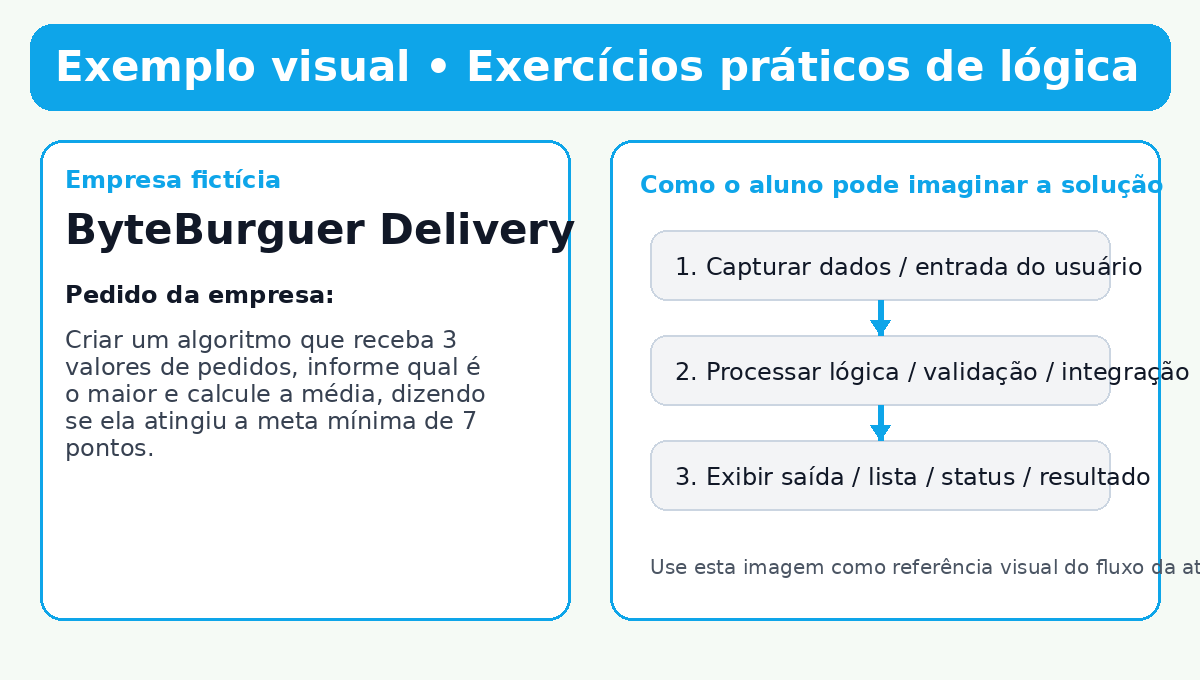 Exemplo visual • Exercícios práticos de lógica
Empresa fictícia
ByteBurguer Delivery
Pedido da empresa:
Criar um algoritmo que receba 3
valores de pedidos, informe qual é
o maior e calcule a média, dizendo
se ela atingiu a meta mínima de 7
pontos.
Como o aluno pode imaginar a solução
1. Capturar dados / entrada do usuário
2. Processar lógica / validação / integração
3. Exibir saída / lista / status / resultado
Use esta imagem como referência visual do fluxo da